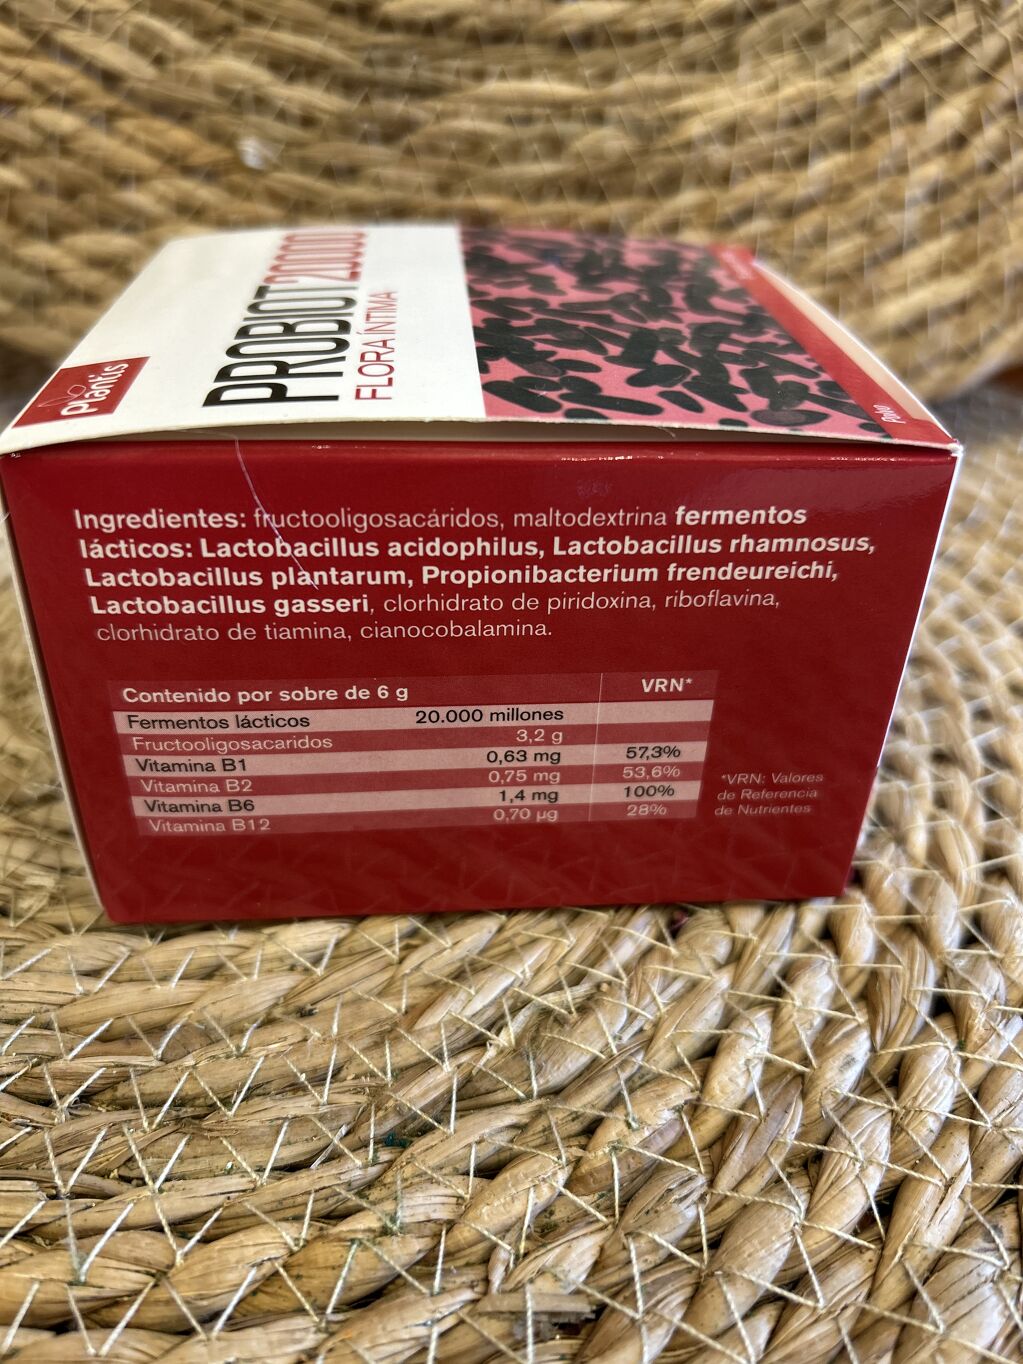 Plantis
PROBIOT 20000
FLORA ÍNTIMA
Polvo
Ingredientes: fructooligosacáridos, maltodextrina fermentos
lácticos: Lactobacillus acidophilus, Lactobacillus rhamnosus,
Lactobacillus plantarum, Propionibacterium frendeureichi,
Lactobacillus gasseri, clorhidrato de piridoxina, riboflavina,
clorhidrato de tiamina, cianocobalamina.
Contenido por sobre de 6 g VRN*
Fermentos lácticos 20.000 millones
Fructooligosacaridos 3,2 g
Vitamina B1 0,63 mg 57,3%
Vitamina B2 0,75 mg 53,6%
Vitamina B6 1,4 mg 100%
Vitamina B12 0,70 µg 28%
*VRN: Valores
de Referencia
de Nutrientes